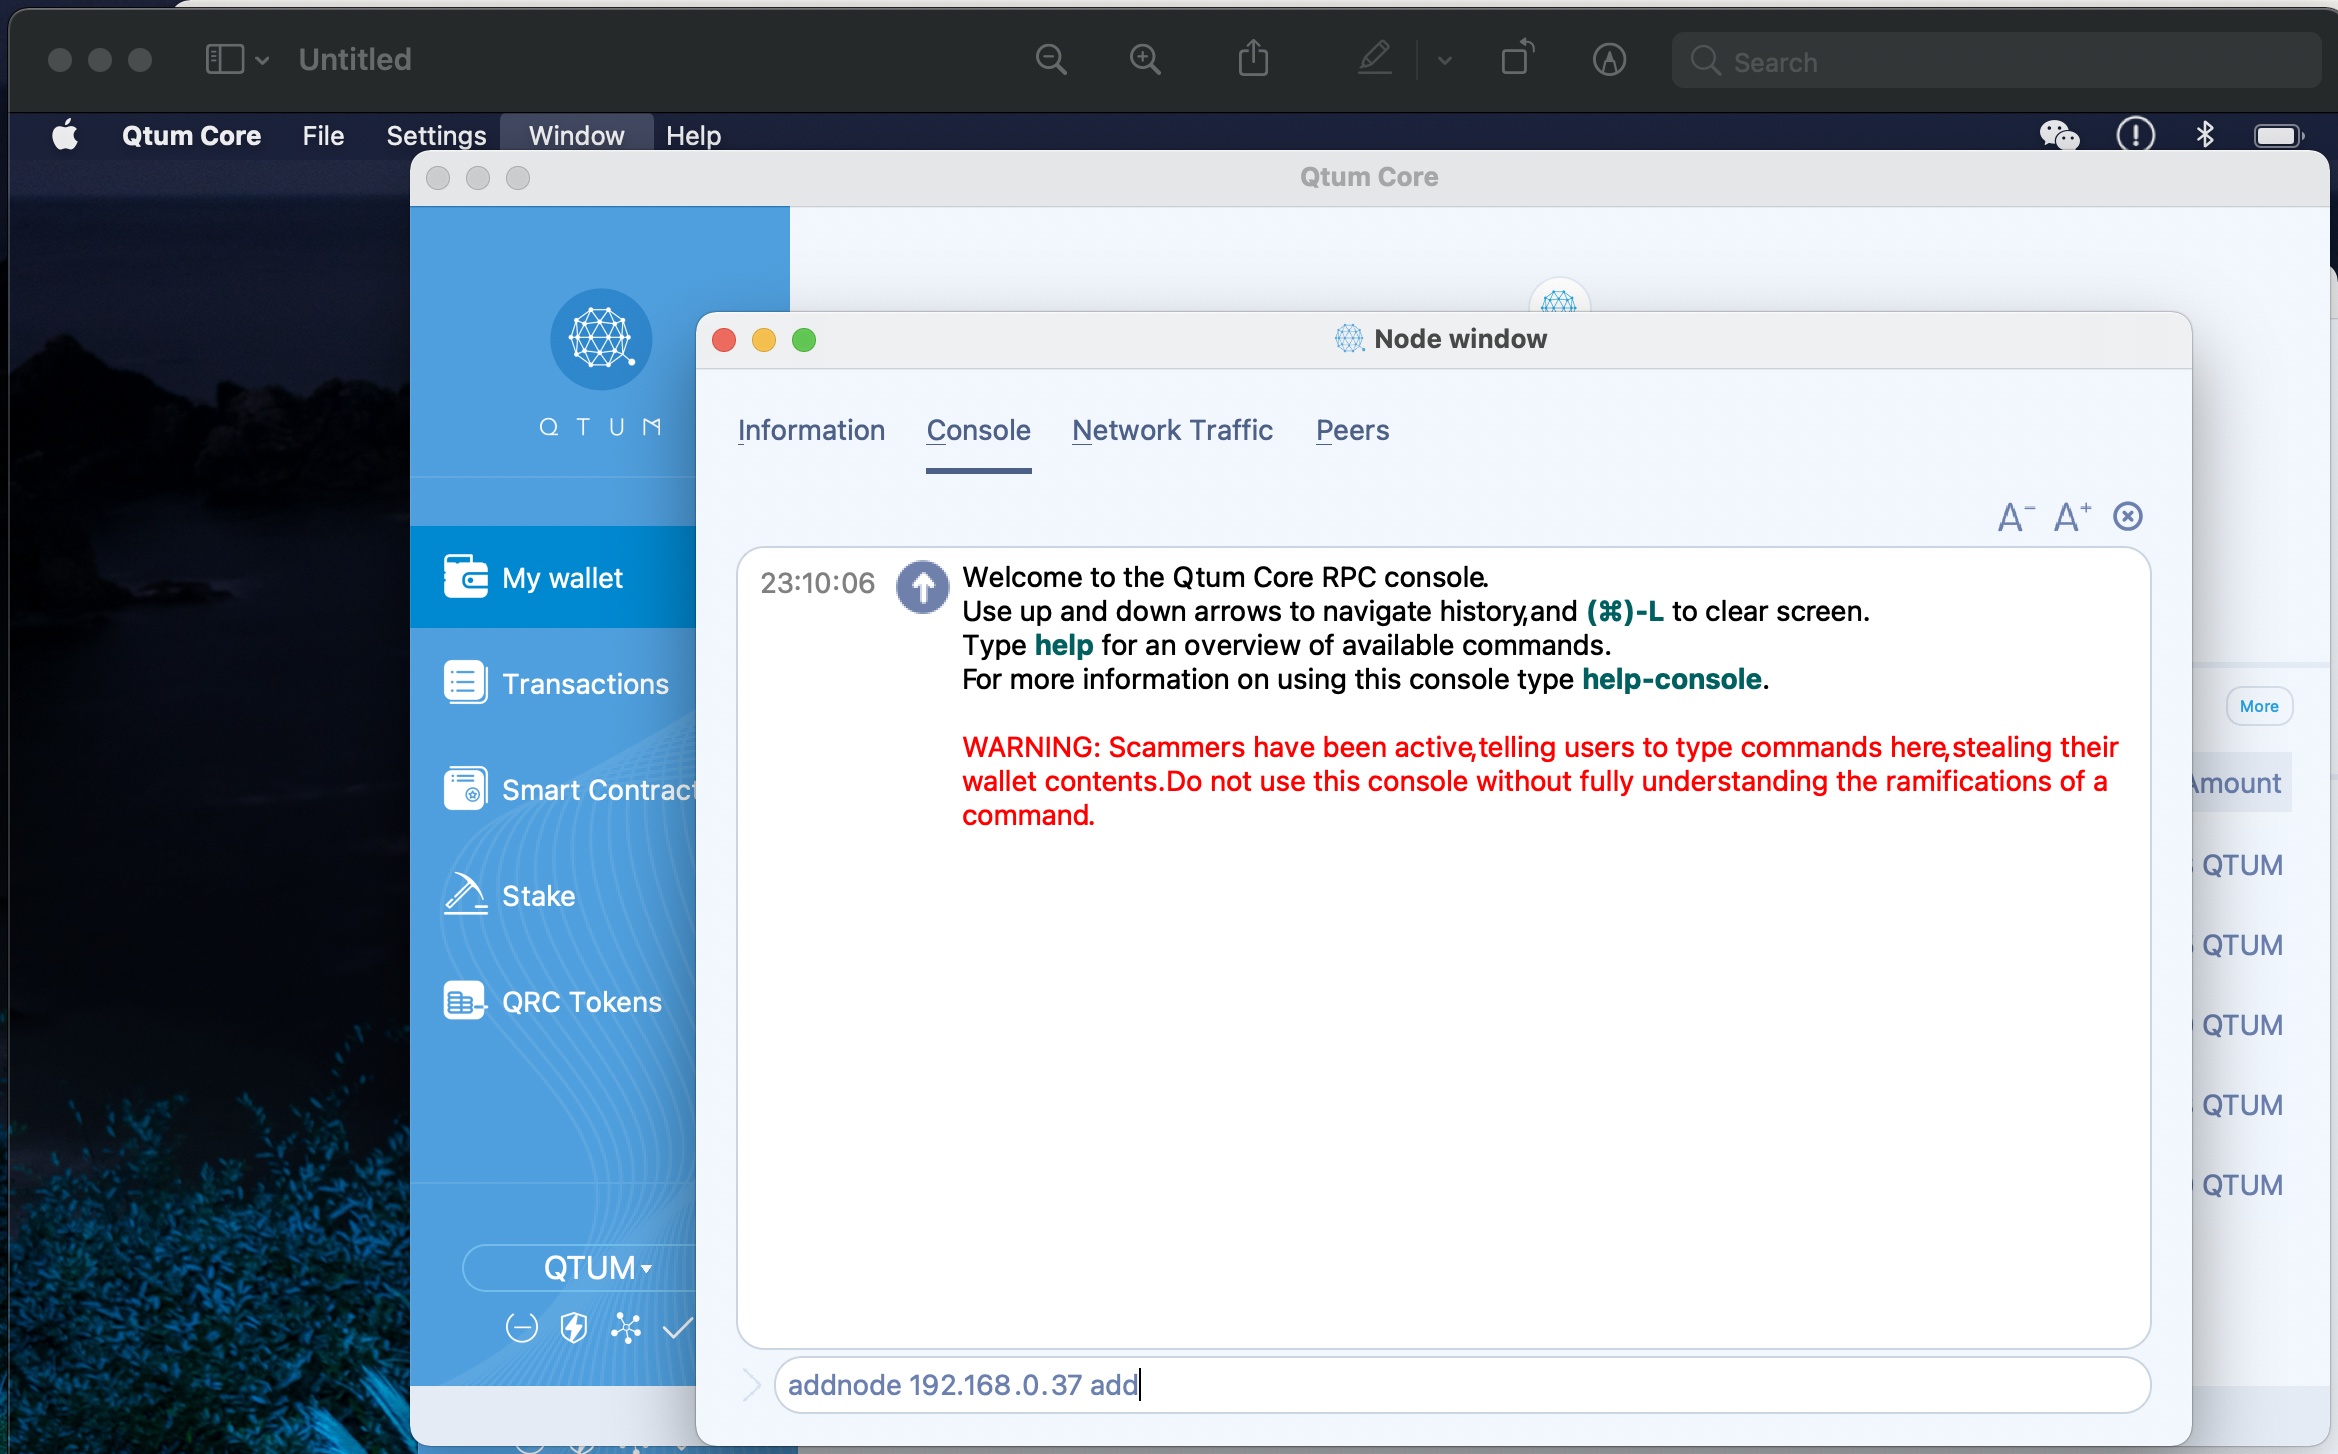 Untitled
Search
Qtum Core File Settings Window Help
Qtum Core
QTUM
Node window
Information Console Network Traffic Peers
A- A+
23:10:06
Welcome to the Qtum Core RPC console.
Use up and down arrows to navigate history,and (⌘)-L to clear screen.
Type help for an overview of available commands.
For more information on using this console type help-console.
WARNING: Scammers have been active,telling users to type commands here,stealing their
wallet contents.Do not use this console without fully understanding the ramifications of a
command.
My wallet
Transactions
Smart Contract
Stake
QRC Tokens
QTUM
More
Amount
QTUM
QTUM
QTUM
QTUM
QTUM
addnode 192.168.0.37 add